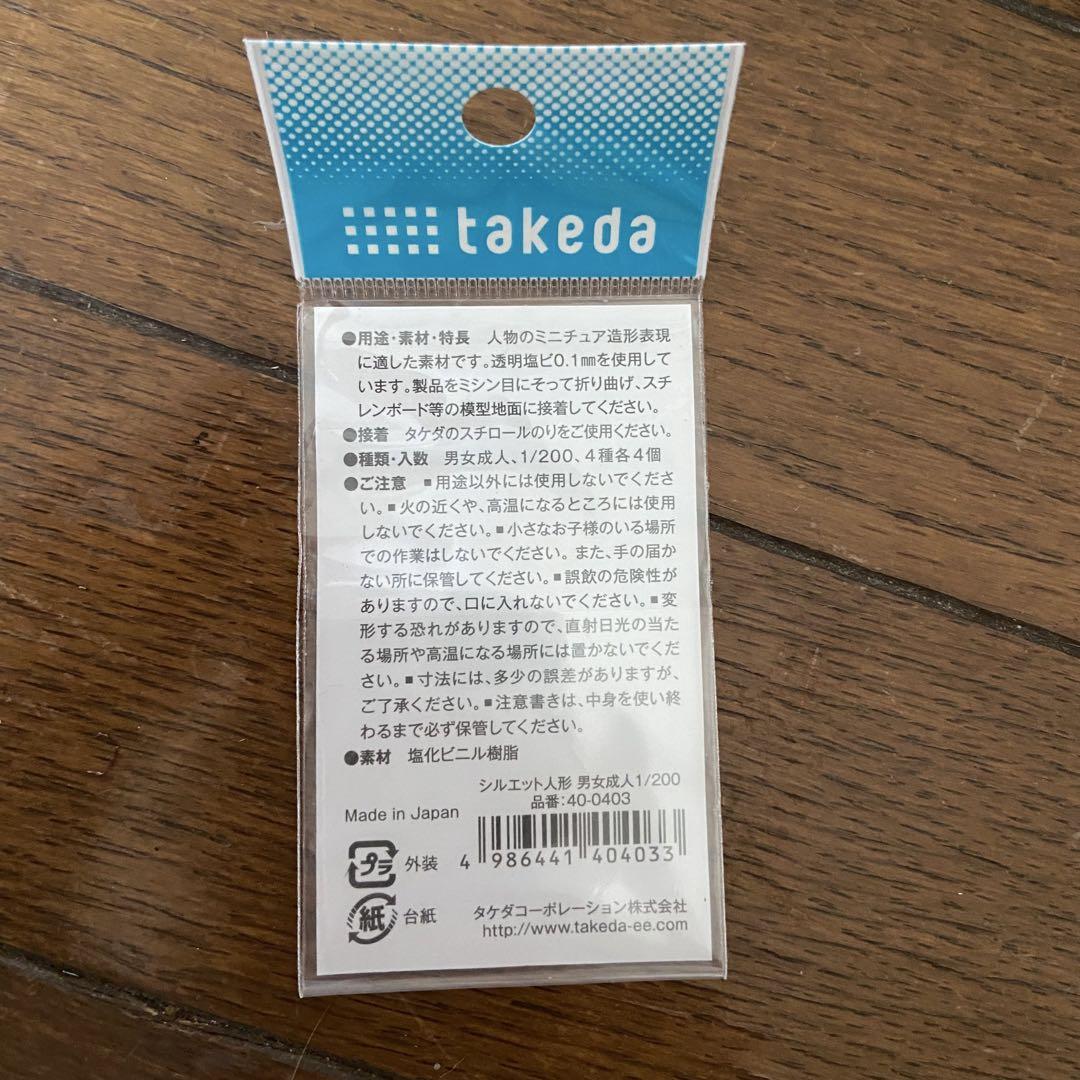 takeda
●用途・素材・特長　人物のミニチュア造形表現
に適した素材です。透明塩ビ0.1㎜を使用して
います。製品をミシン目にそって折り曲げ、スチ
レンボード等の模型地面に接着してください。
●接着　タケダのスチロールのりをご使用ください。
●種類・入数　男女成人、1/200、4種各4個
●ご注意　■用途以外には使用しないでくださ
い。■火の近くや、高温になるところには使用
しないでください。■小さなお子様のいる場所
での作業はしないでください。また、手の届か
ない所に保管してください。■誤飲の危険性が
ありますので、口に入れないでください。■変
形する恐れがありますので、直射日光の当た
る場所や高温になる場所には置かないでくだ
さい。■寸法には、多少の誤差がありますが、
ご了承ください。■注意書きは、中身を使い終
わるまで必ず保管してください。
●素材　塩化ビニル樹脂
シルエット人形 男女成人1/200
品番:40-0403
Made in Japan
4 986441 404033
プラ 外装
紙 台紙
タケダコーポレーション株式会社
http://www.takeda-ee.com